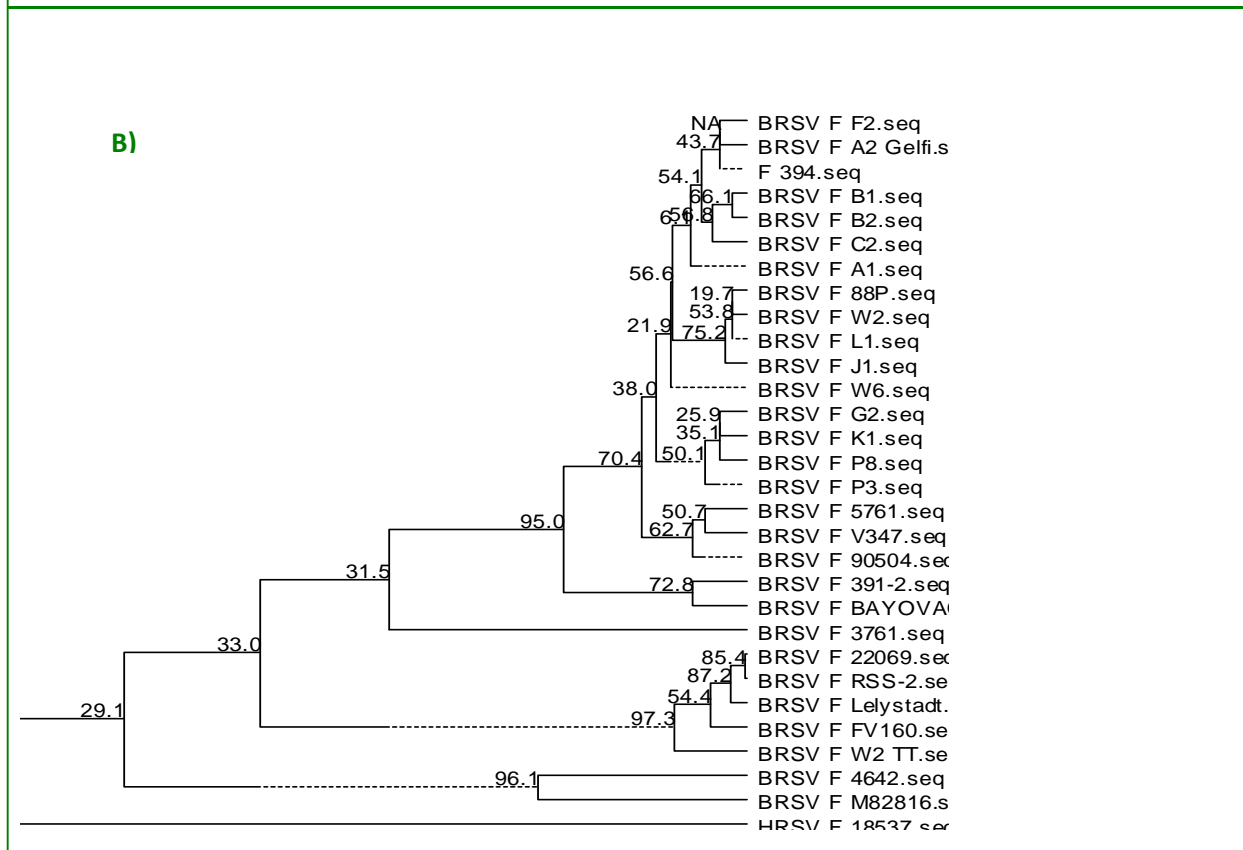 B)
NA
BRSV F F2.seq
43.7
BRSV F A2 Gelfi.s
F 394.seq
54.1
66.1
BRSV F B1.seq
6.1
56.8
BRSV F B2.seq
BRSV F C2.seq
56.6
BRSV F A1.seq
19.7
BRSV F 88P.seq
53.8
BRSV F W2.seq
21.9
75.2
BRSV F L1.seq
BRSV F J1.seq
38.0
BRSV F W6.seq
25.9
BRSV F G2.seq
35.1
BRSV F K1.seq
70.4
50.1
BRSV F P8.seq
BRSV F P3.seq
50.7
BRSV F 5761.seq
95.0
62.7
BRSV F V347.seq
BRSV F 90504.sec
31.5
72.8
BRSV F 391-2.seq
BRSV F BAYOVA
BRSV F 3761.seq
33.0
85.4
BRSV F 22069.sec
87.2
BRSV F RSS-2.se
54.4
BRSV F Lelystadt.
29.1
97.3
BRSV F FV160.se
BRSV F W2 TT.se
96.1
BRSV F 4642.seq
BRSV F M82816.s
HRSV F 18537.sec